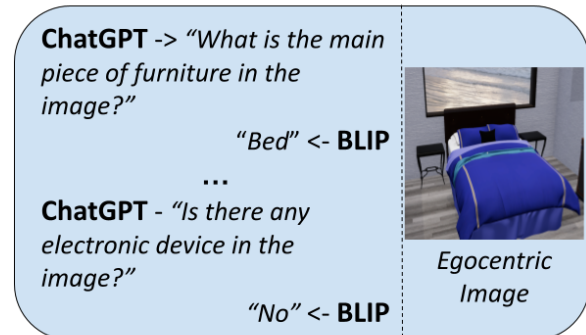 ChatGPT -> “What is the main
piece of furniture in the
image?”
“Bed” <- BLIP
...
ChatGPT - “Is there any
electronic device in the
image?”
“No” <- BLIP
Egocentric
Image